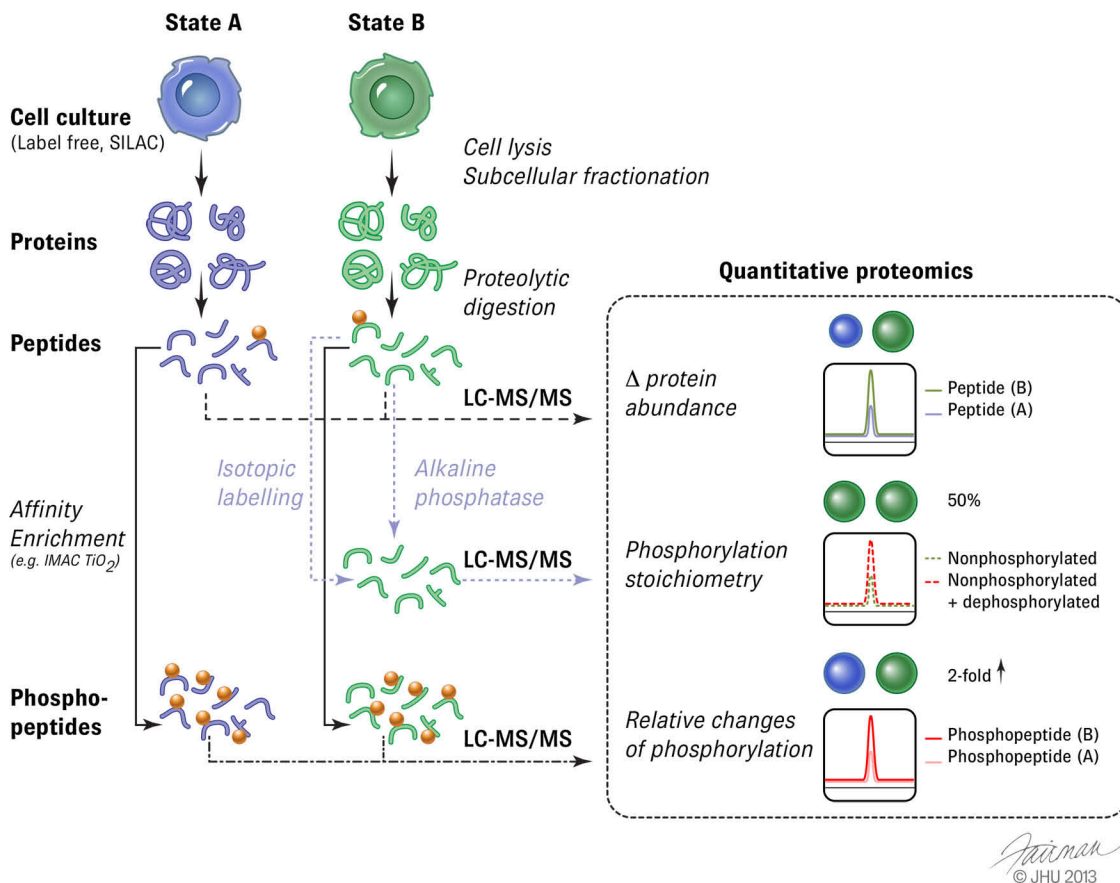 State A
State B
Cell culture
(Label free, SILAC)
Cell lysis
Subcellular fractionation
Proteins
Proteolytic
digestion
Quantitative proteomics
Peptides
LC-MS/MS
Δ protein
abundance
Peptide (B)
Peptide (A)
Isotopic
labelling
Alkaline
phosphatase
Affinity
Enrichment
(e.g. IMAC TiO2)
LC-MS/MS
Phosphorylation
stoichiometry
50%
Nonphosphorylated
Nonphosphorylated
+ dephosphorylated
Phospho-
peptides
LC-MS/MS
Relative changes
of phosphorylation
2-fold
Phosphopeptide (B)
Phosphopeptide (A)
Fairman
© JHU 2013